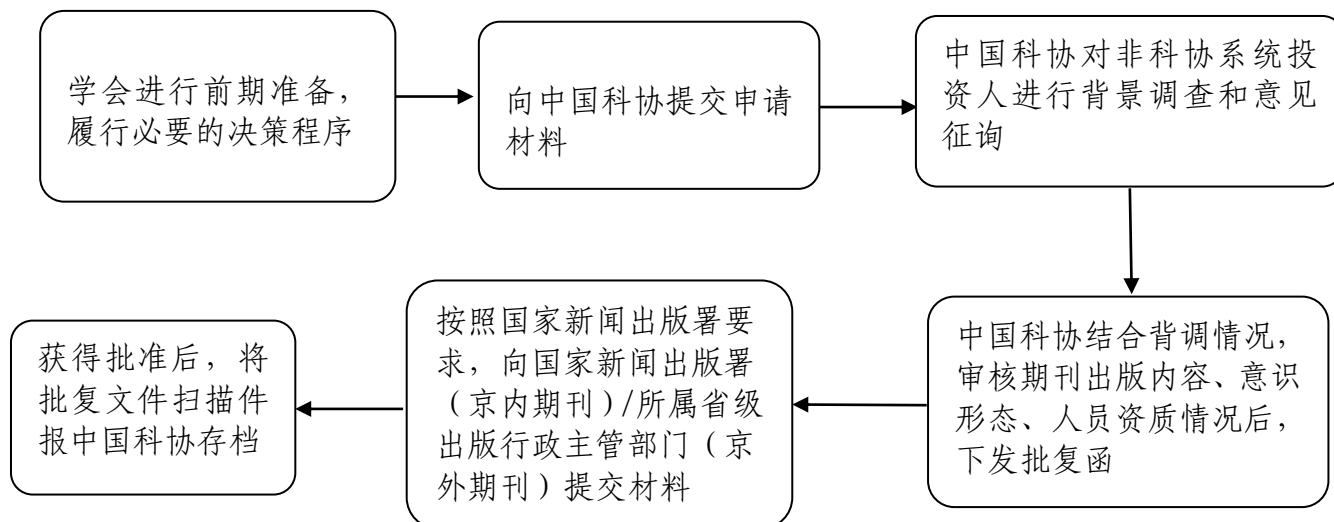 学会进行前期准备，
履行必要的决策程序
向中国科协提交申请
材料
中国科协对非科协系统投
资人进行背景调查和意见
征询
中国科协结合背调情况，
审核期刊出版内容、意识
形态、人员资质情况后，
下发批复函
按照国家新闻出版署要
求，向国家新闻出版署
（京内期刊）/所属省级
出版行政主管部门（京
外期刊）提交材料
获得批准后，将
批复文件扫描件
报中国科协存档